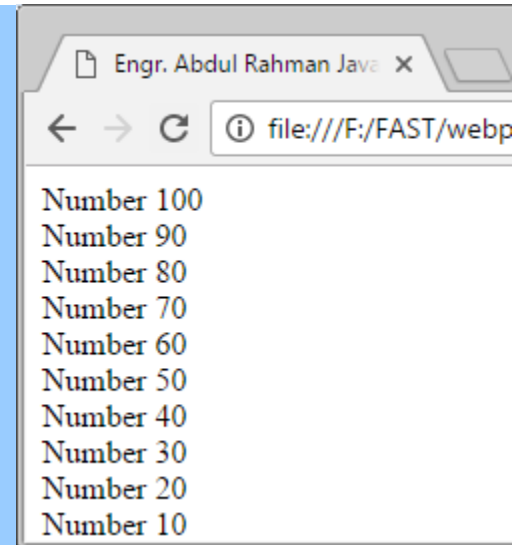 Engr. Abdul Rahman Java
file:///F:/FAST/webp
Number 100
Number 90
Number 80
Number 70
Number 60
Number 50
Number 40
Number 30
Number 20
Number 10